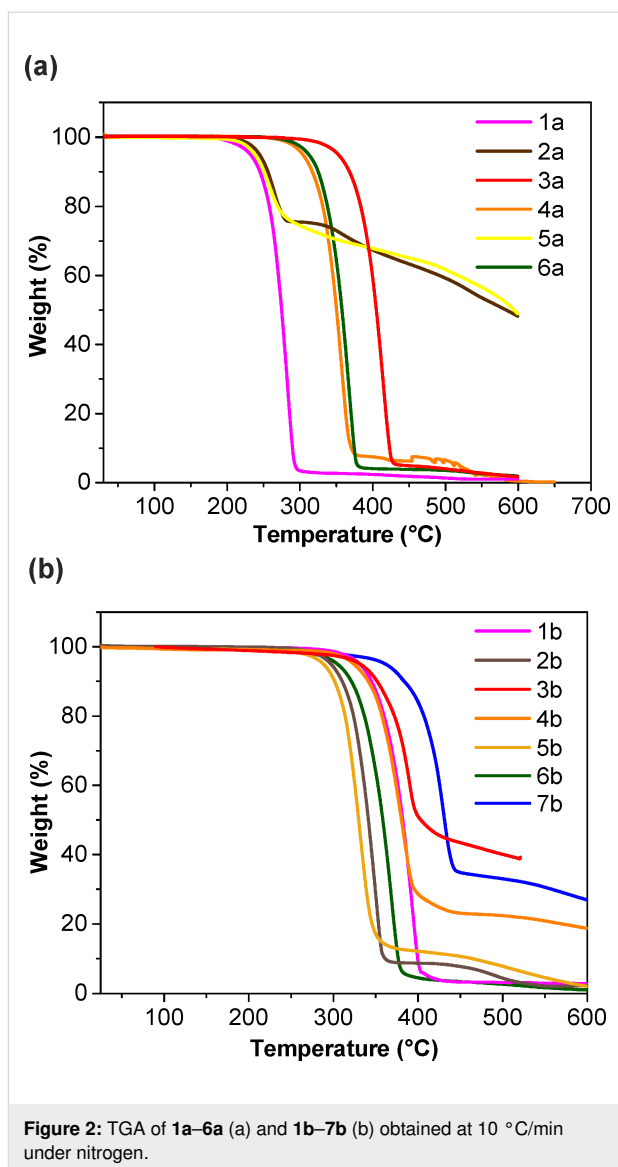 (a)
100
80
60
40
20
0
Weight (%)
1a
2a
3a
4a
5a
6a
100 200 300 400 500 600 700
Temperature (°C)
(b)
100
80
60
40
20
0
Weight (%)
1b
2b
3b
4b
5b
6b
7b
100 200 300 400 500 600
Temperature (°C)
Figure 2: TGA of 1a–6a (a) and 1b–7b (b) obtained at 10 °C/min
under nitrogen.